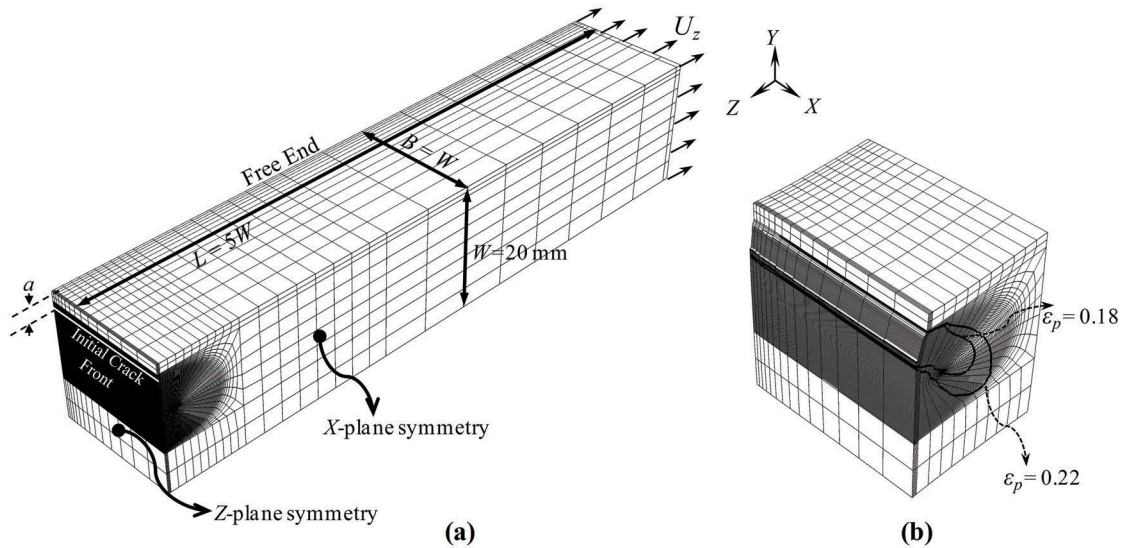 U_z
Y
Z
X
Free End
B = W
L = 5W
W=20 mm
a
Initial Crack
Front
X-plane symmetry
Z-plane symmetry
(a)
ε_p = 0.18
ε_p = 0.22
(b)